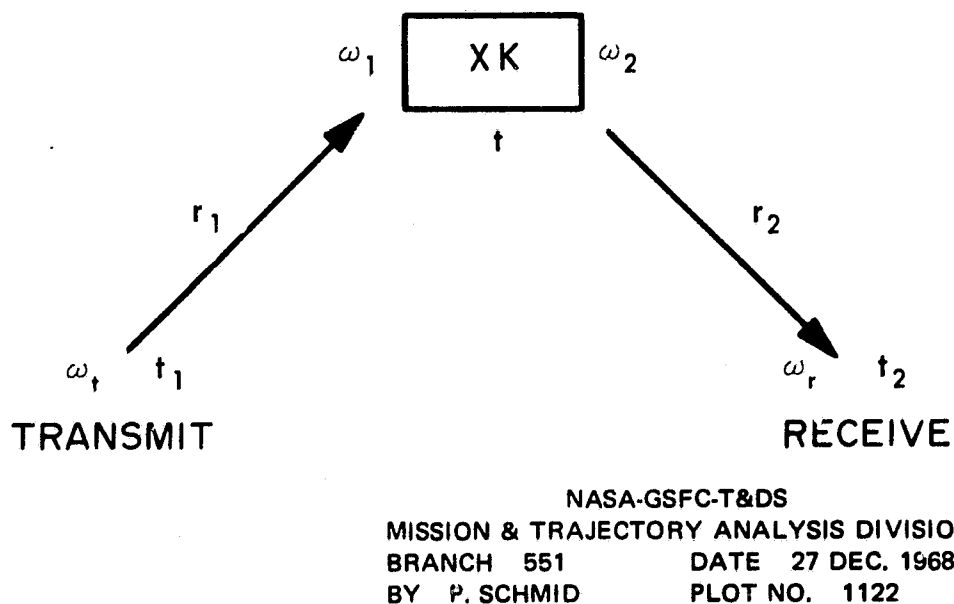 ω1 XK ω2
t
r1 r2
ωt t1 ωr t2
TRANSMIT RECEIVE
NASA-GSFC-T&DS
MISSION & TRAJECTORY ANALYSIS DIVISIO
BRANCH 551 DATE 27 DEC. 1968
BY P. SCHMID PLOT NO. 1122